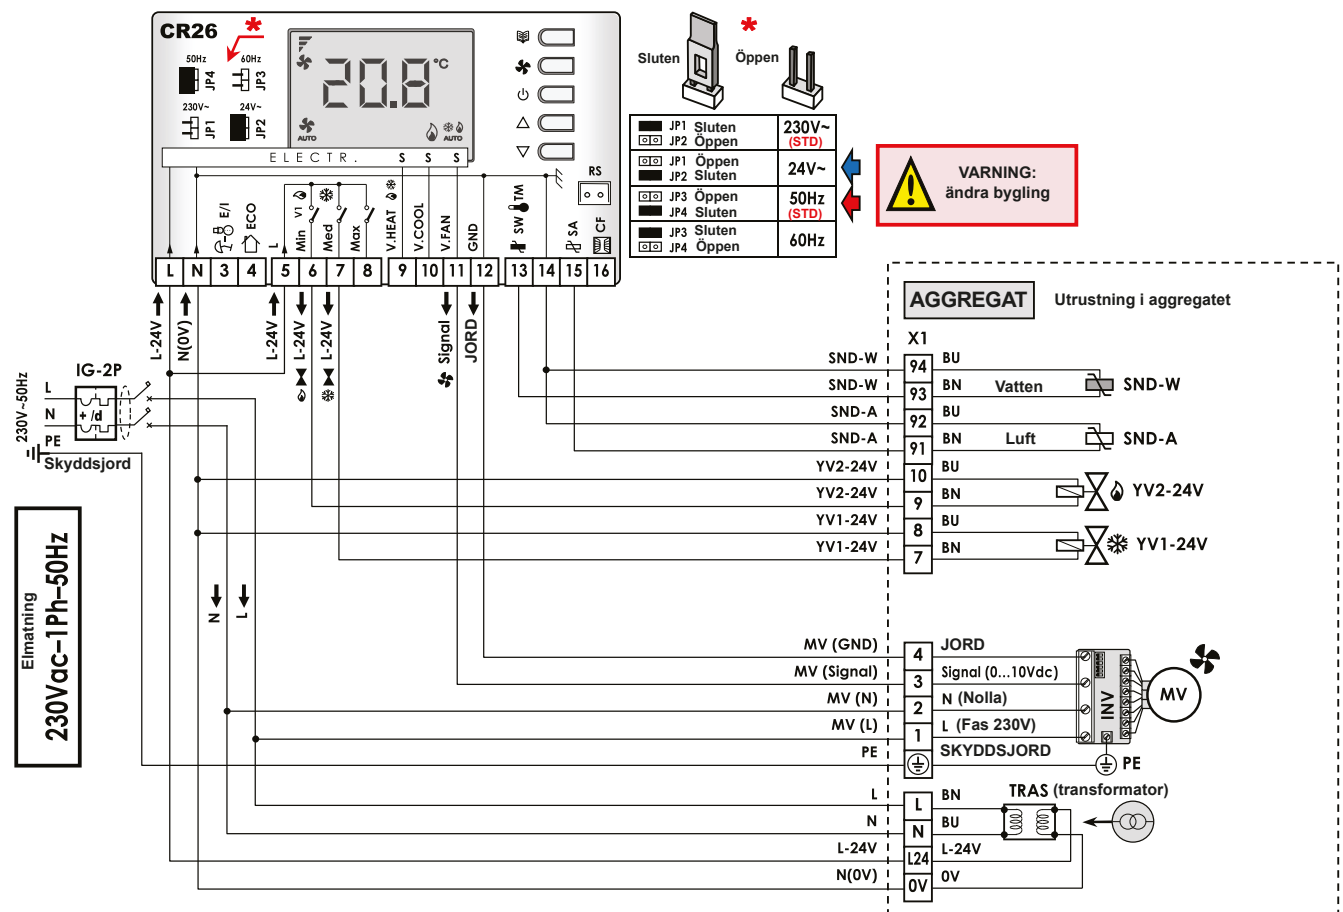 CR26
*
50Hz
60Hz
JP4
JP3
230V~
24V~
JP1
JP2
20.8 °C
AUTO
AUTO
ELECTR. S S S
E/I
ECO
L
Min
V1
Med
Max
V.HEAT
V.COOL
V.FAN
GND
SW
TM
SA
RS
CF
L N 3 4 5 6 7 8 9 10 11 12 13 14 15 16
Sluten
*
Öppen
JP1 Sluten
JP2 Öppen
230V~
(STD)
JP1 Öppen
JP2 Sluten
24V~
JP3 Öppen
JP4 Sluten
50Hz
(STD)
JP3 Sluten
JP4 Öppen
60Hz
VARNING:
ändra bygling
L-24V
N(0V)
L-24V
L-24V
L-24V
Signal
JORD
IG-2P
230V~50Hz
L
N
PE
+ /d
Skyddsjord
Elmatning
230Vac–1Ph–50Hz
N
L
AGGREGAT
Utrustning i aggregatet
X1
SND-W 94 BU
SND-W 93 BN Vatten SND-W
SND-A 92 BU
SND-A 91 BN Luft SND-A
YV2-24V 10 BU
YV2-24V 9 BN YV2-24V
YV1-24V 8 BU
YV1-24V 7 BN YV1-24V
MV (GND) 4 JORD
MV (Signal) 3 Signal (0...10Vdc)
MV (N) 2 N (Nolla)
MV (L) 1 L (Fas 230V)
PE SKYDDSJORD
INV
MV
PE
TRAS (transformator)
L L BN
N N BU
L-24V L24 L-24V
N(0V) 0V 0V